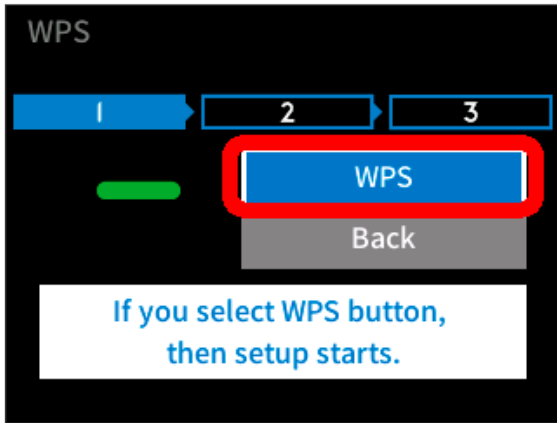 WPS
1
2
3
WPS
Back
If you select WPS button,
then setup starts.